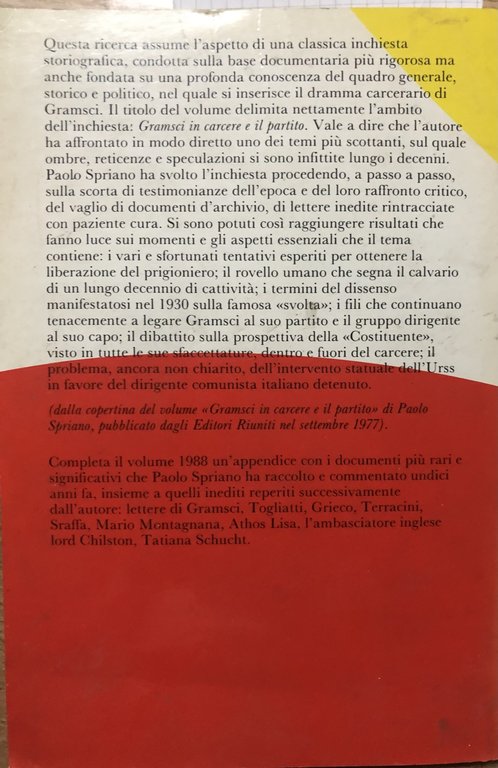 Questa ricerca assume l'aspetto di una classica inchiesta
storiografica, condotta sulla base documentaria più rigorosa ma
anche fondata su una profonda conoscenza del quadro generale,
storico e politico, nel quale si inserisce il dramma carcerario di
Gramsci. Il titolo del volume delimita nettamente l'ambito
dell'inchiesta: Gramsci in carcere e il partito. Vale a dire che l'autore
ha affrontato in modo diretto uno dei temi più scottanti, sul quale
ombre, reticenze e speculazioni si sono infittite lungo i decenni.
Paolo Spriano ha svolto l'inchiesta procedendo, a passo a passo,
sulla scorta di testimonianze dell'epoca e del loro raffronto critico,
del vaglio di documenti d'archivio, di lettere inedite rintracciate
con paziente cura. Si sono potuti così raggiungere risultati che
fanno luce sui momenti e gli aspetti essenziali che il tema
contiene: i vari e sfortunati tentativi esperiti per ottenere la
liberazione del prigioniero; il rovello umano che segna il calvario
di un lungo decennio di cattività; i termini del dissenso
manifestatosi nel 1930 sulla famosa «svolta»; i fili che continuano
tenacemente a legare Gramsci al suo partito e il gruppo dirigente
al suo capo; il dibattito sulla prospettiva della «Costituente»,
visto in tutte le sue sfaccettature, dentro e fuori del carcere; il
problema, ancora non chiarito, dell'intervento statuale dell'Urss
in favore del dirigente comunista italiano detenuto.
(dalla copertina del volume «Gramsci in carcere e il partito» di Paolo
Spriano, pubblicato dagli Editori Riuniti nel settembre 1977).
Completa il volume 1988 un'appendice con i documenti più rari e
significativi che Paolo Spriano ha raccolto e commentato undici
anni fa, insieme a quelli inediti reperiti successivamente
dall'autore: lettere di Gramsci, Togliatti, Grieco, Terracini,
Sraffa, Mario Montagnana, Athos Lisa, l'ambasciatore inglese
lord Chilston, Tatiana Schucht.